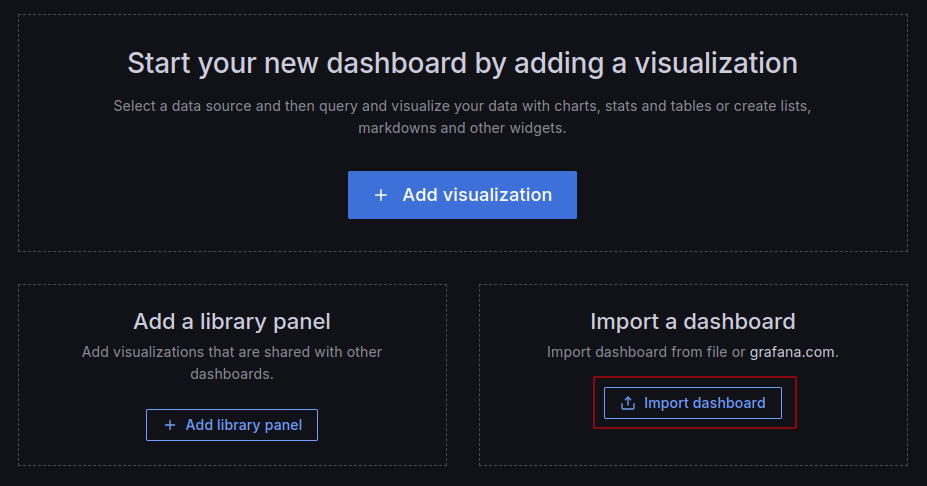 Start your new dashboard by adding a visualization
Select a data source and then query and visualize your data with charts, stats and tables or create lists,
markdowns and other widgets.
Add visualization
Add a library panel
Add visualizations that are shared with other
dashboards.
Add library panel
Import a dashboard
Import dashboard from file or grafana.com.
Import dashboard